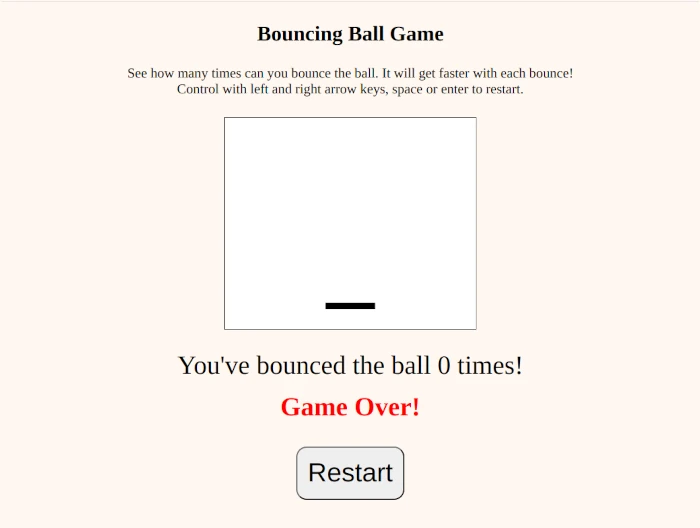 Bouncing Ball Game
See how many times can you bounce the ball. It will get faster with each bounce!
Control with left and right arrow keys, space or enter to restart.
You've bounced the ball 0 times!
Game Over!
Restart